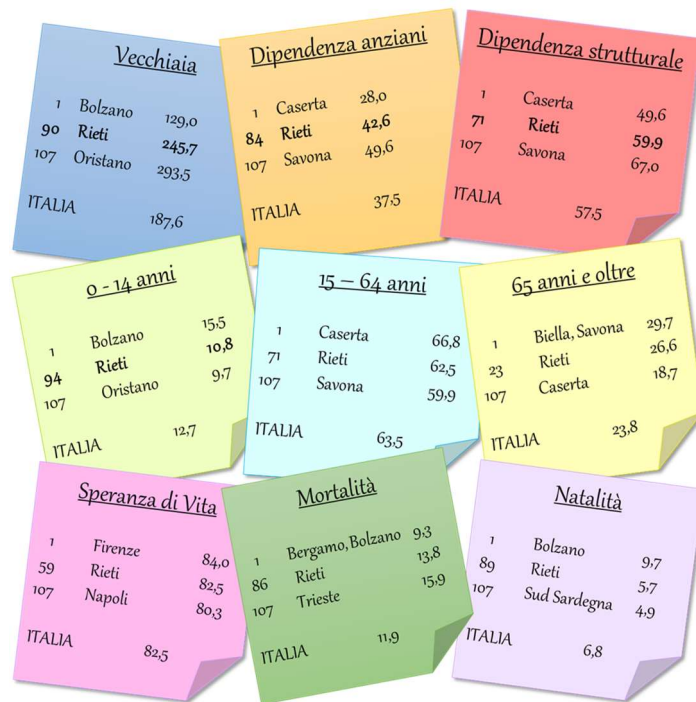 Vecchiaia
1 Bolzano 129,0
90 Rieti 245,7
107 Oristano 293,5
ITALIA 187,6
Dipendenza anziani
1 Caserta 28,0
84 Rieti 42,6
107 Savona 49,6
ITALIA 37,5
Dipendenza strutturale
1 Caserta 49,6
71 Rieti 59,9
107 Savona 67,0
ITALIA 57,5
0 - 14 anni
1 Bolzano 15,5
94 Rieti 10,8
107 Oristano 9,7
ITALIA 12,7
15 – 64 anni
1 Caserta 66,8
71 Rieti 62,5
107 Savona 59,9
ITALIA 63,5
65 anni e oltre
1 Biella, Savona 29,7
23 Rieti 26,6
107 Caserta 18,7
ITALIA 23,8
Speranza di Vita
1 Firenze 84,0
59 Rieti 82,5
107 Napoli 80,3
ITALIA 82,5
Mortalità
1 Bergamo, Bolzano 9,3
86 Rieti 13,8
107 Trieste 15,9
ITALIA 11,9
Natalità
1 Bolzano 9,7
89 Rieti 5,7
107 Sud Sardegna 4,9
ITALIA 6,8